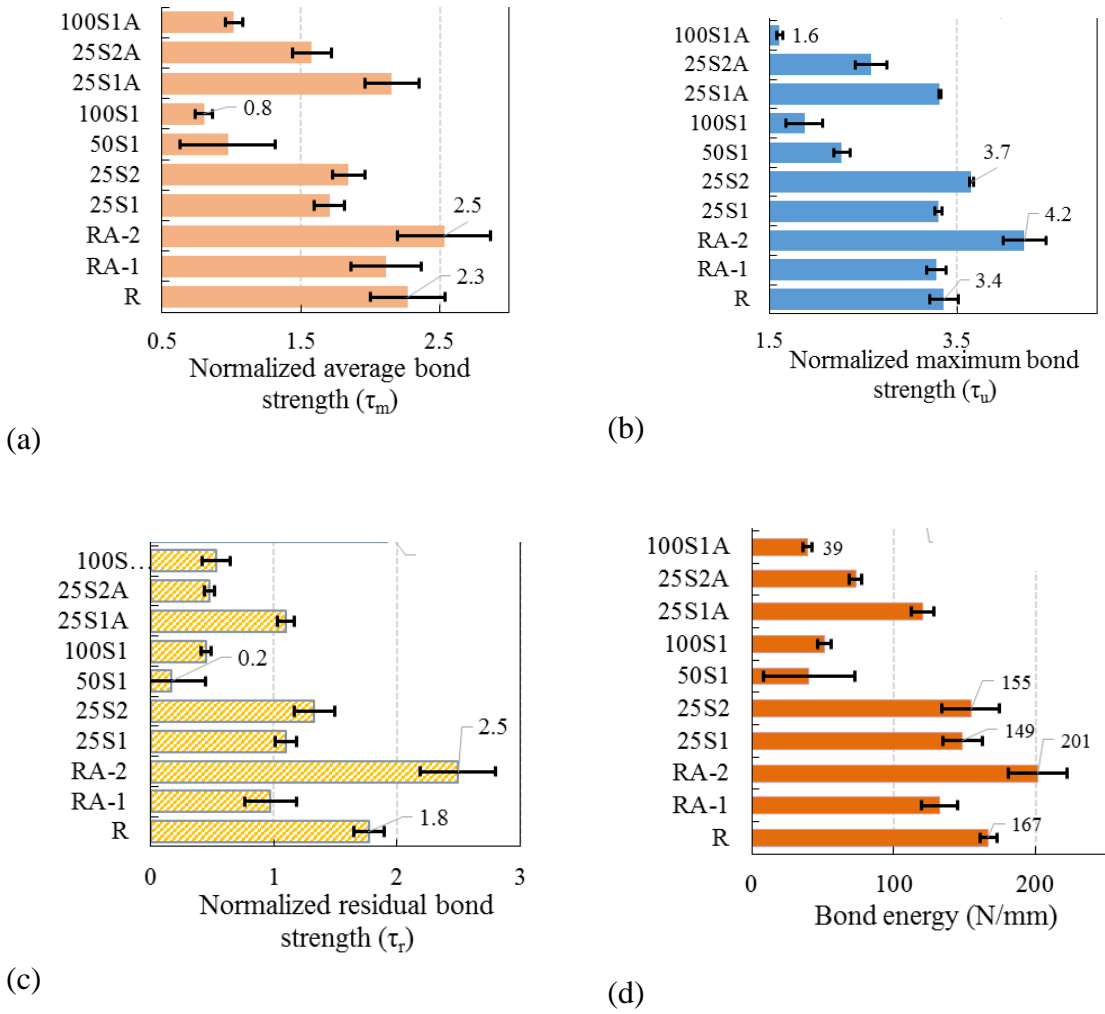 100S1A
25S2A
25S1A
100S1
0.8
50S1
25S2
25S1
2.5
RA-2
RA-1
2.3
R
0.5 1.5 2.5
Normalized average bond
strength (τm)
(a)
100S1A
1.6
25S2A
25S1A
100S1
50S1
3.7
25S2
25S1
4.2
RA-2
RA-1
3.4
R
1.5 3.5
Normalized maximum bond
strength (τu)
(b)
100S...
25S2A
25S1A
100S1
0.2
50S1
25S2
25S1
2.5
RA-2
RA-1
1.8
R
0 1 2 3
Normalized residual bond
strength (τr)
(c)
100S1A
39
25S2A
25S1A
100S1
50S1
155
25S2
149
25S1
201
RA-2
RA-1
167
R
0 100 200
Bond energy (N/mm)
(d)